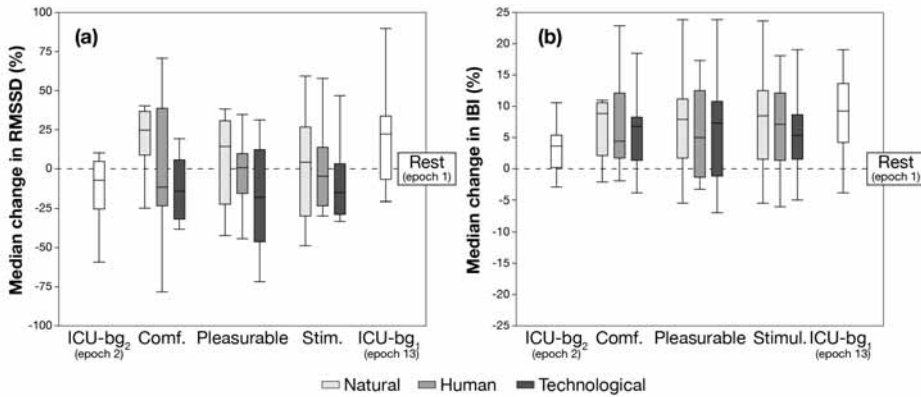 (a)
Median change in RMSSD (%)
100
75
50
25
0
-25
-50
-75
-100
Rest
(epoch 1)
ICU-bg2
(epoch 2)
Comf.
Pleasurable
Stim.
ICU-bg1
(epoch 13)
(b)
Median change in IBI (%)
25
20
15
10
5
0
-5
-10
-15
-20
-25
Rest
(epoch 1)
ICU-bg2
(epoch 2)
Comf.
Pleasurable
Stimul.
ICU-bg1
(epoch 13)
Natural
Human
Technological